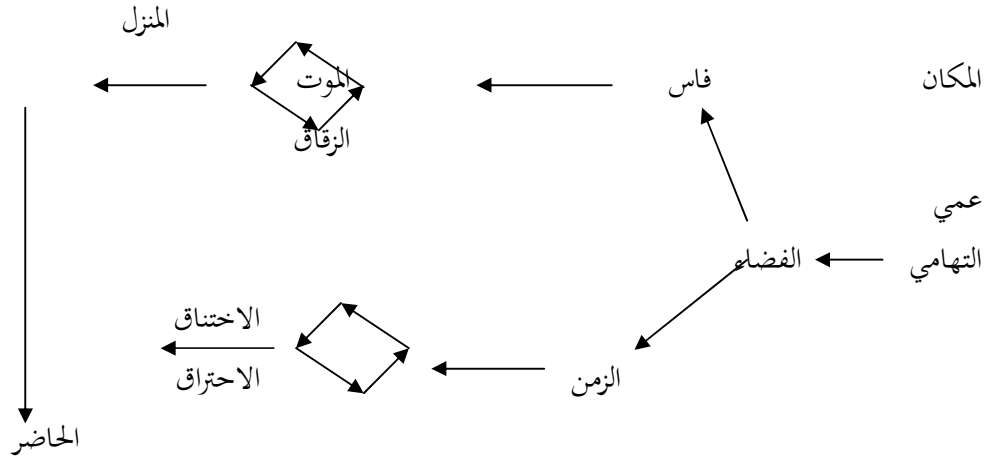 المنزل
المكان فاس الموت
الزقاق
عمي
التهامي الفضاء
الاختناق
الزمن الاحتراق
الحاضر